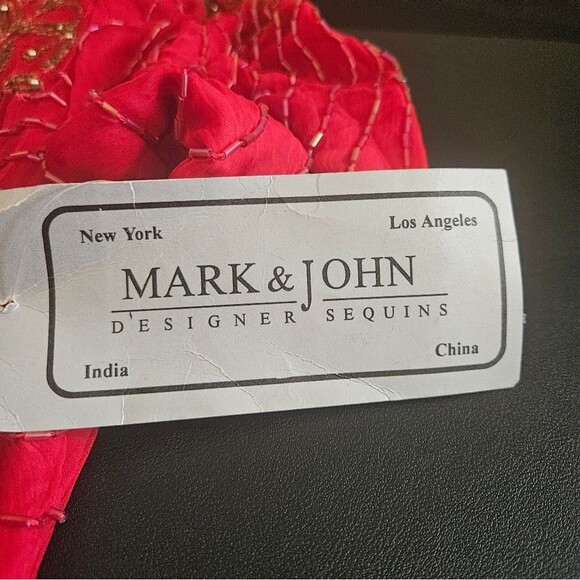 New York Los Angeles
MARK & JOHN
D'ESIGNER SEQUINS
India China